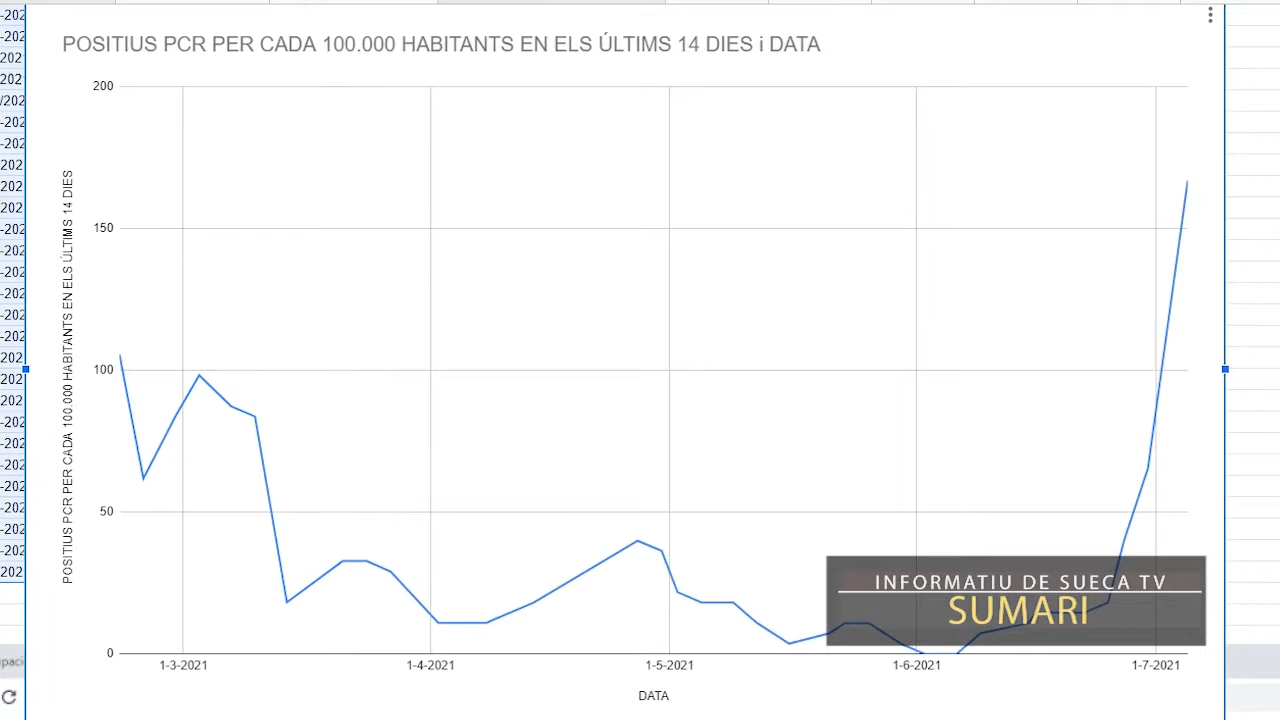 POSITIUS PCR PER CADA 100.000 HABITANTS EN ELS ÚLTIMS 14 DIES i DATA
POSITIUS PCR PER CADA 100.000 HABITANTS EN ELS ÚLTIMS 14 DIES
200
150
100
50
0
1-3-2021
1-4-2021
1-5-2021
1-6-2021
1-7-2021
DATA
INFORMATIU DE SUECA TV
SUMARI